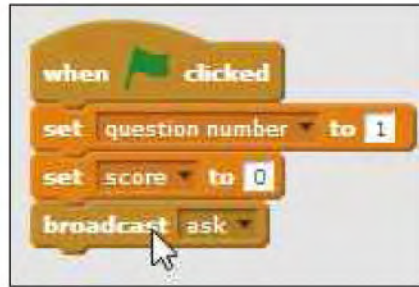 when clicked
set question number to 1
set score to 0
broadcast ask